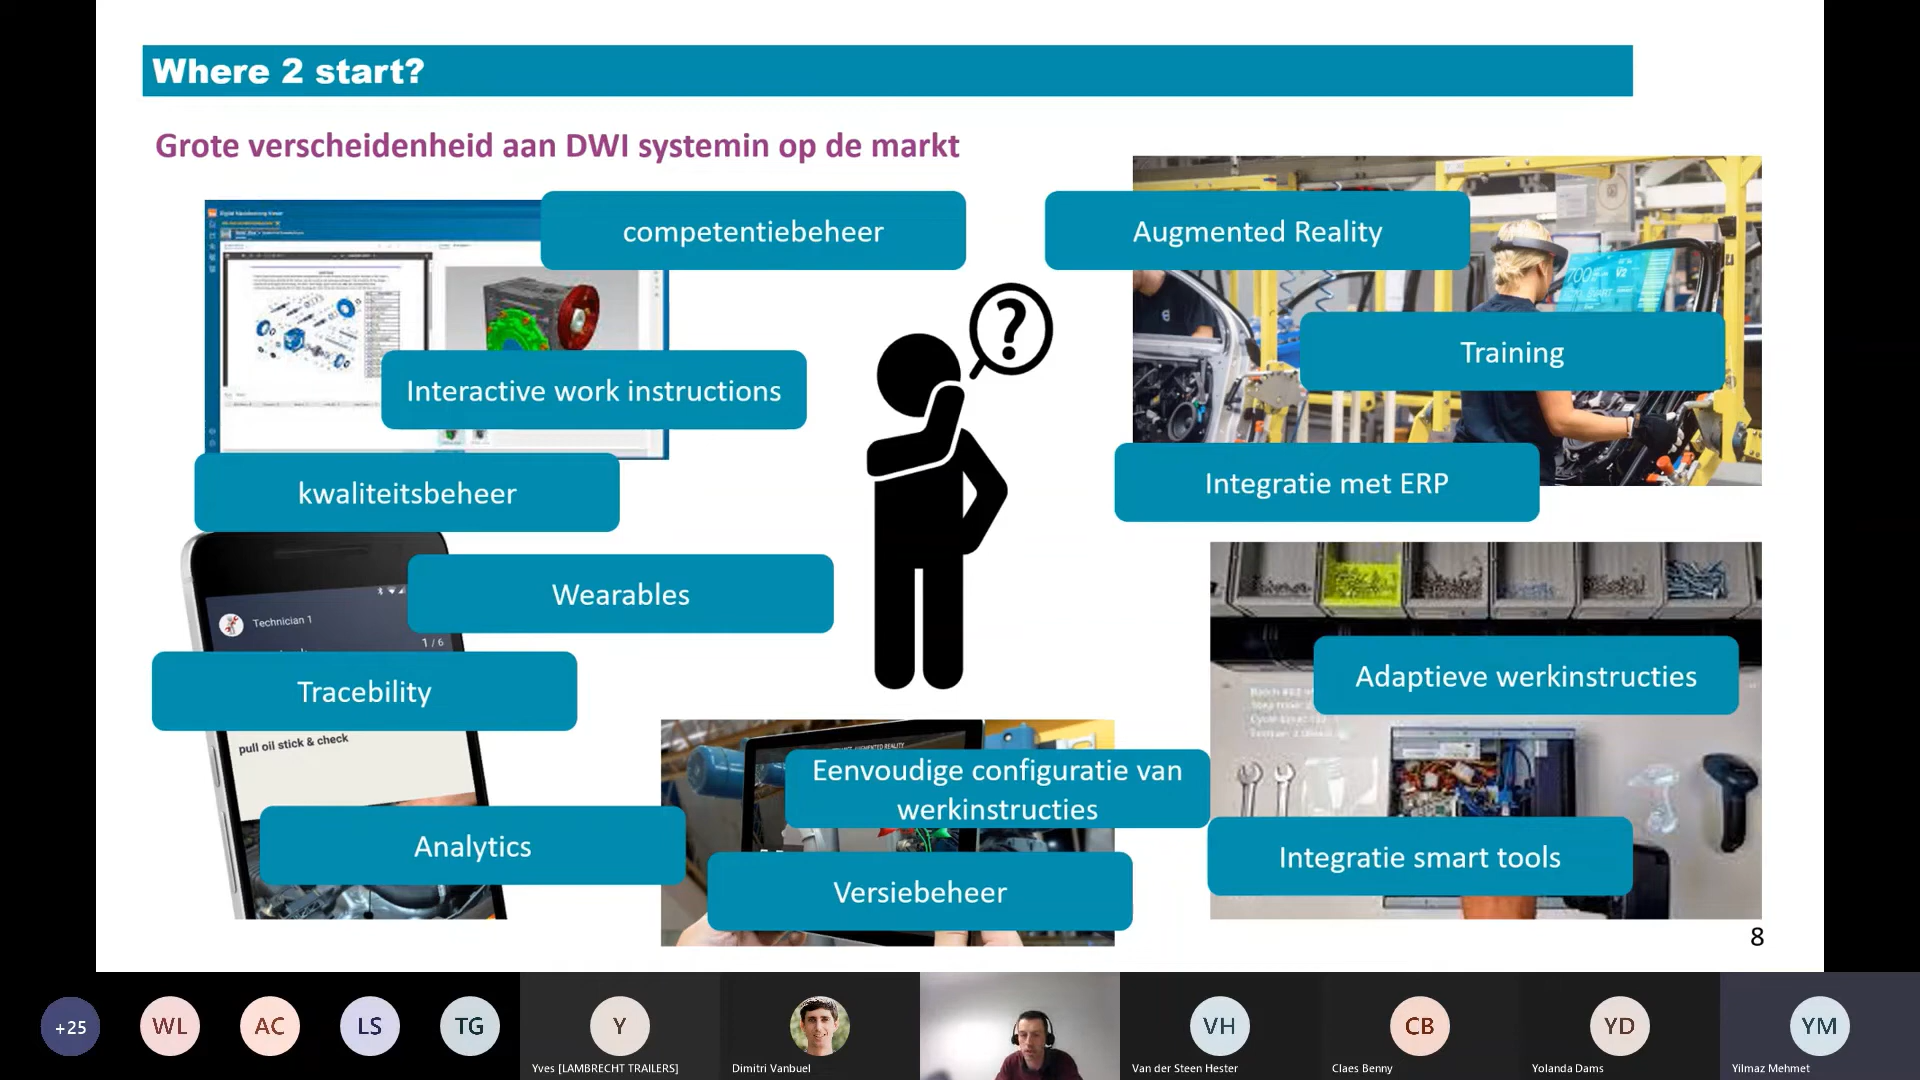 Where 2 start?
Grote verscheidenheid aan DWI systemin op de markt
competentiebeheer
Augmented Reality
Training
Interactive work instructions
Integratie met ERP
kwaliteitsbeheer
Wearables
Technician 1
1 / 6
Tracebility
Adaptieve werkinstructies
pull oil stick & check
Eenvoudige configuratie van
werkinstructies
Analytics
Integratie smart tools
Versiebeheer
8
+25
WL
AC
LS
TG
Y
VH
CB
YD
YM
Yves [LAMBRECHT TRAILERS]
Dimitri Vanbuel
Van der Steen Hester
Claes Benny
Yolanda Dams
Yilmaz Mehmet